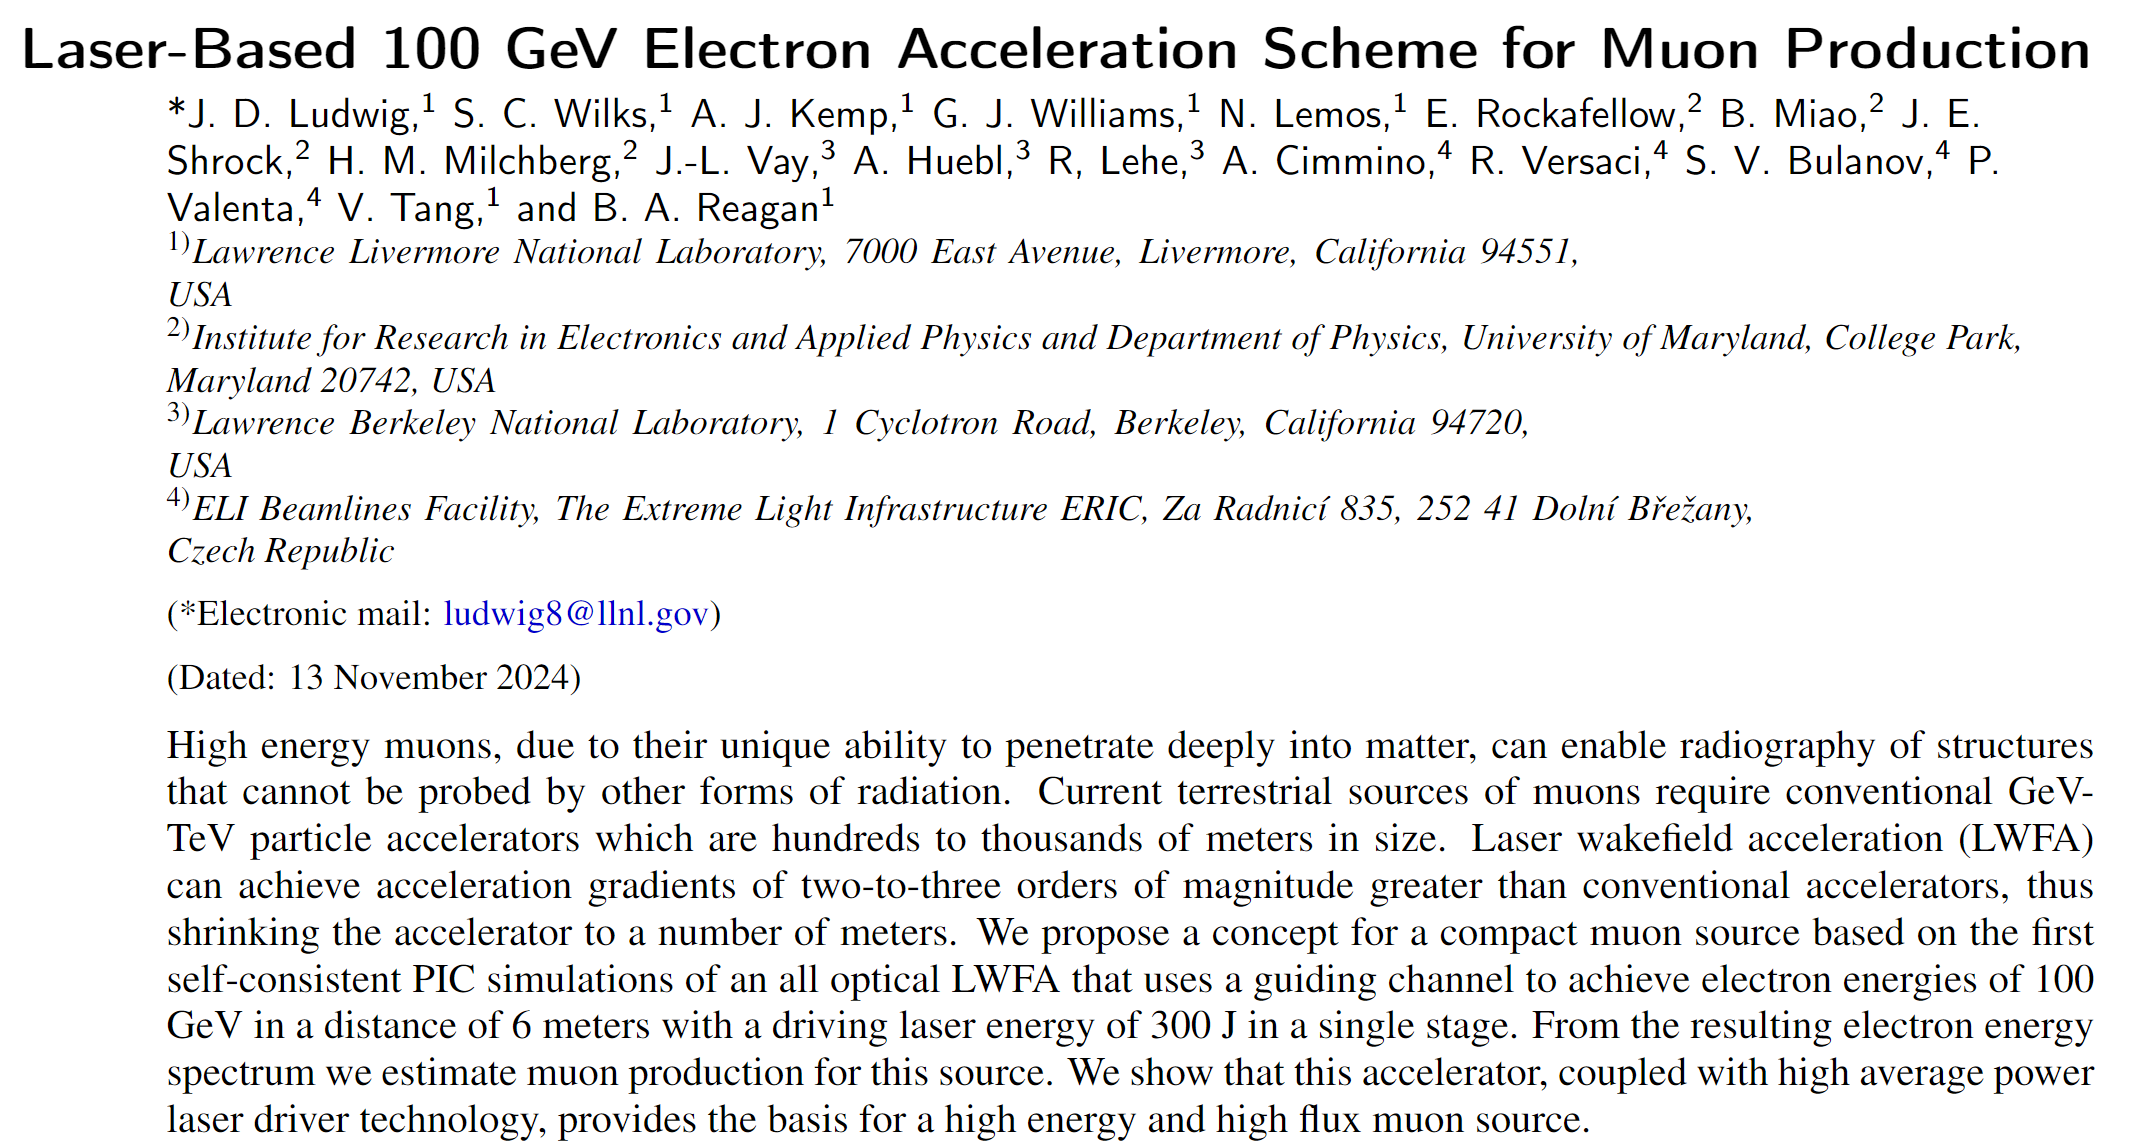 Laser-Based 100 GeV Electron Acceleration Scheme for Muon Production
*J. D. Ludwig,1 S. C. Wilks,1 A. J. Kemp,1 G. J. Williams,1 N. Lemos,1 E. Rockafellow,2 B. Miao,2 J. E.
Shrock,2 H. M. Milchberg,2 J.-L. Vay,3 A. Huebl,3 R, Lehe,3 A. Cimmino,4 R. Versaci,4 S. V. Bulanov,4 P.
Valenta,4 V. Tang,1 and B. A. Reagan1
1)Lawrence Livermore National Laboratory, 7000 East Avenue, Livermore, California 94551,
USA
2)Institute for Research in Electronics and Applied Physics and Department of Physics, University of Maryland, College Park,
Maryland 20742, USA
3)Lawrence Berkeley National Laboratory, 1 Cyclotron Road, Berkeley, California 94720,
USA
4)ELI Beamlines Facility, The Extreme Light Infrastructure ERIC, Za Radnicí 835, 252 41 Dolní Břežany,
Czech Republic
(*Electronic mail: ludwig8@llnl.gov)
(Dated: 13 November 2024)
High energy muons, due to their unique ability to penetrate deeply into matter, can enable radiography of structures
that cannot be probed by other forms of radiation. Current terrestrial sources of muons require conventional GeV-
TeV particle accelerators which are hundreds to thousands of meters in size. Laser wakefield acceleration (LWFA)
can achieve acceleration gradients of two-to-three orders of magnitude greater than conventional accelerators, thus
shrinking the accelerator to a number of meters. We propose a concept for a compact muon source based on the first
self-consistent PIC simulations of an all optical LWFA that uses a guiding channel to achieve electron energies of 100
GeV in a distance of 6 meters with a driving laser energy of 300 J in a single stage. From the resulting electron energy
spectrum we estimate muon production for this source. We show that this accelerator, coupled with high average power
laser driver technology, provides the basis for a high energy and high flux muon source.